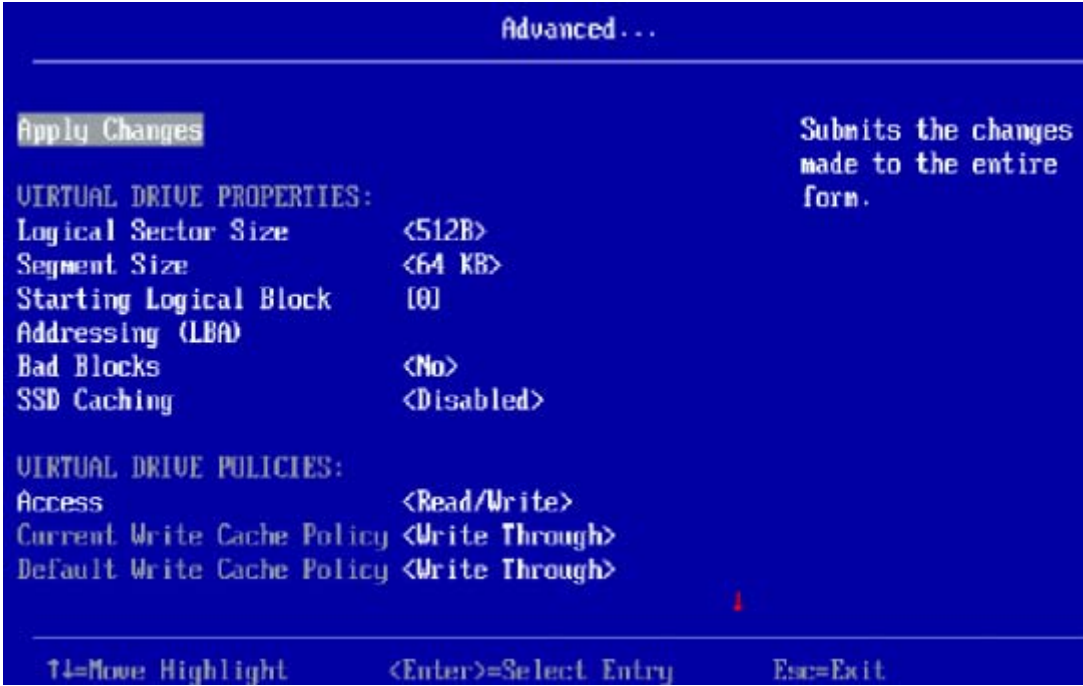 Advanced...
Apply Changes
Submits the changes
made to the entire
form.
VIRTUAL DRIVE PROPERTIES:
Logical Sector Size <512B>
Segment Size <64 KB>
Starting Logical Block [0]
Addressing (LBA)
Bad Blocks <No>
SSD Caching <Disabled>
VIRTUAL DRIVE POLICIES:
Access <Read/Write>
Current Write Cache Policy <Write Through>
Default Write Cache Policy <Write Through>
↓
↑↓=Move Highlight <Enter>=Select Entry Esc=Exit